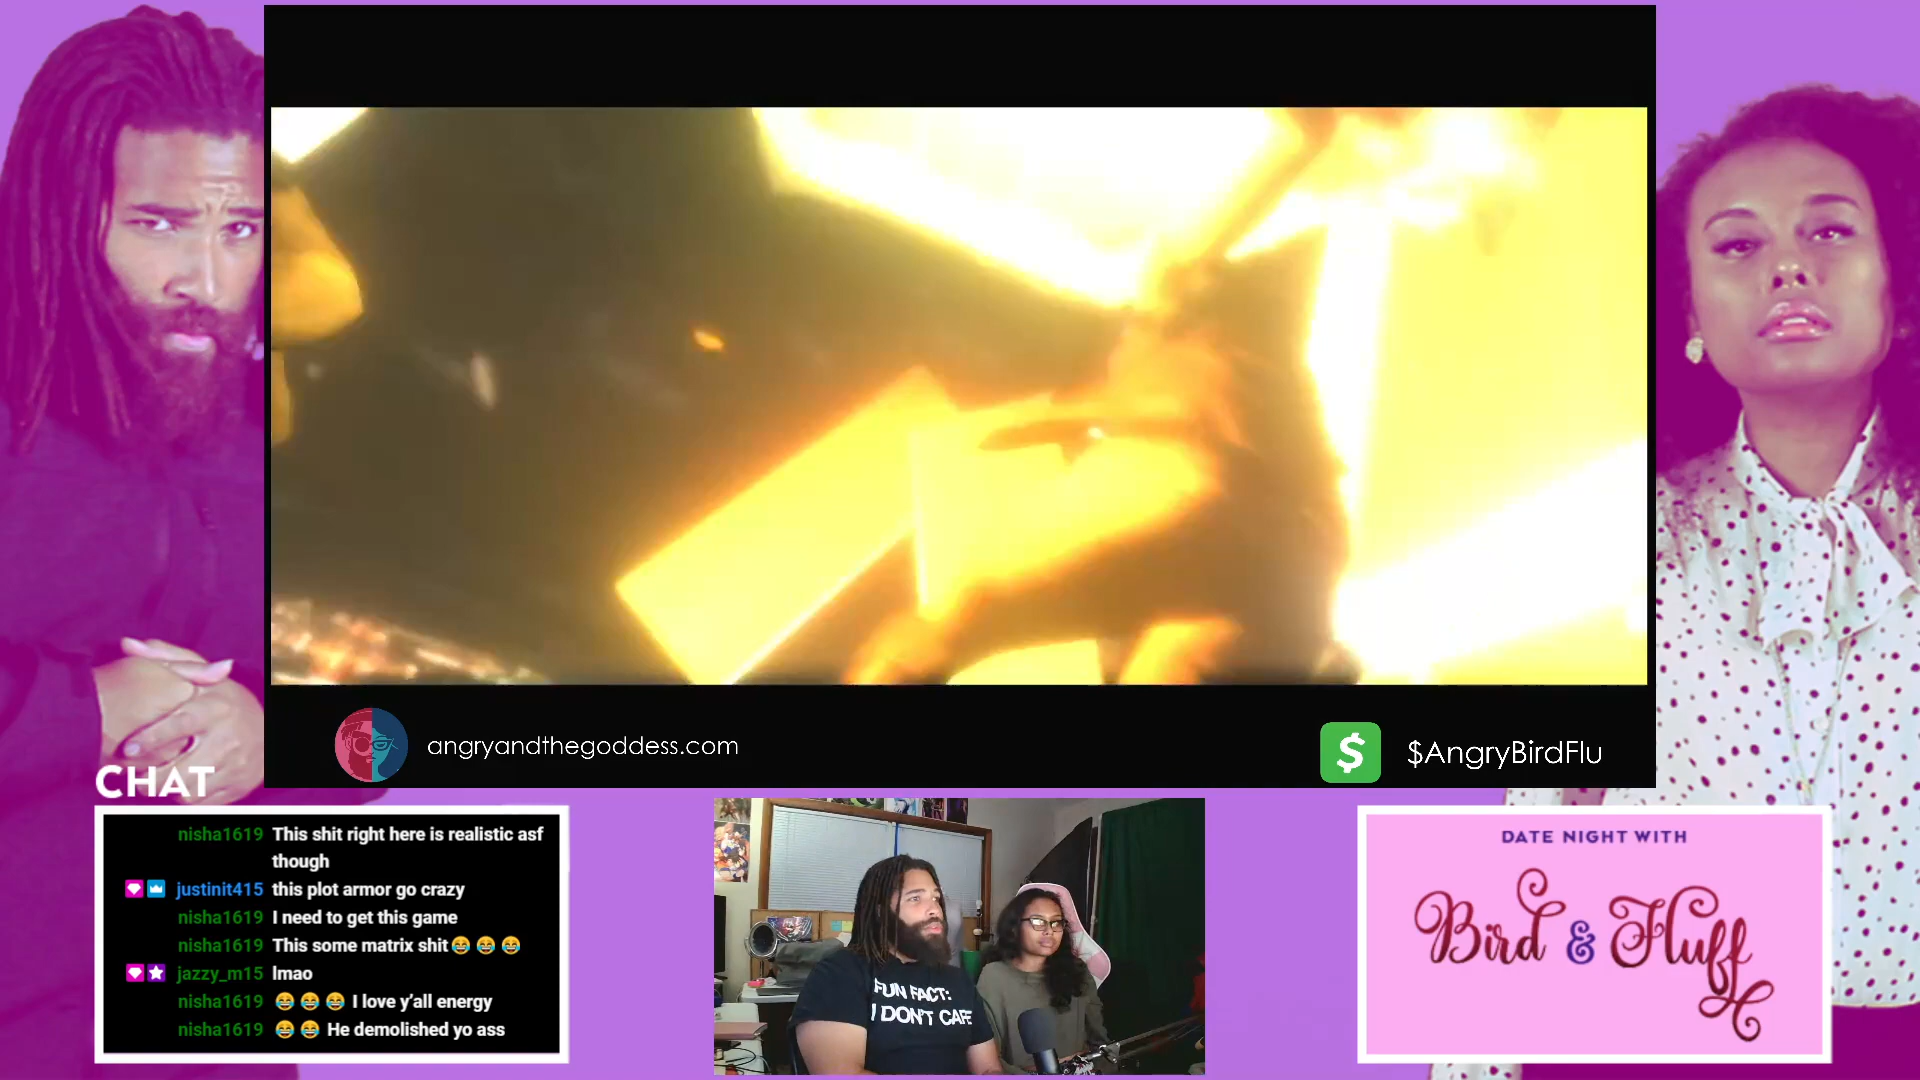 angryandthegoddess.com
$AngryBirdFlu
CHAT
nisha1619 This shit right here is realistic asf
though
justinit415 this plot armor go crazy
nisha1619 I need to get this game
nisha1619 This some matrix shit😂 😂 😂
jazzy_m15 lmao
nisha1619 😂 😂 😂 I love y'all energy
nisha1619 😂 😂 He demolished yo ass
FUN FACT:
I DON'T CARE
DATE NIGHT WITH
Bird & Fluff